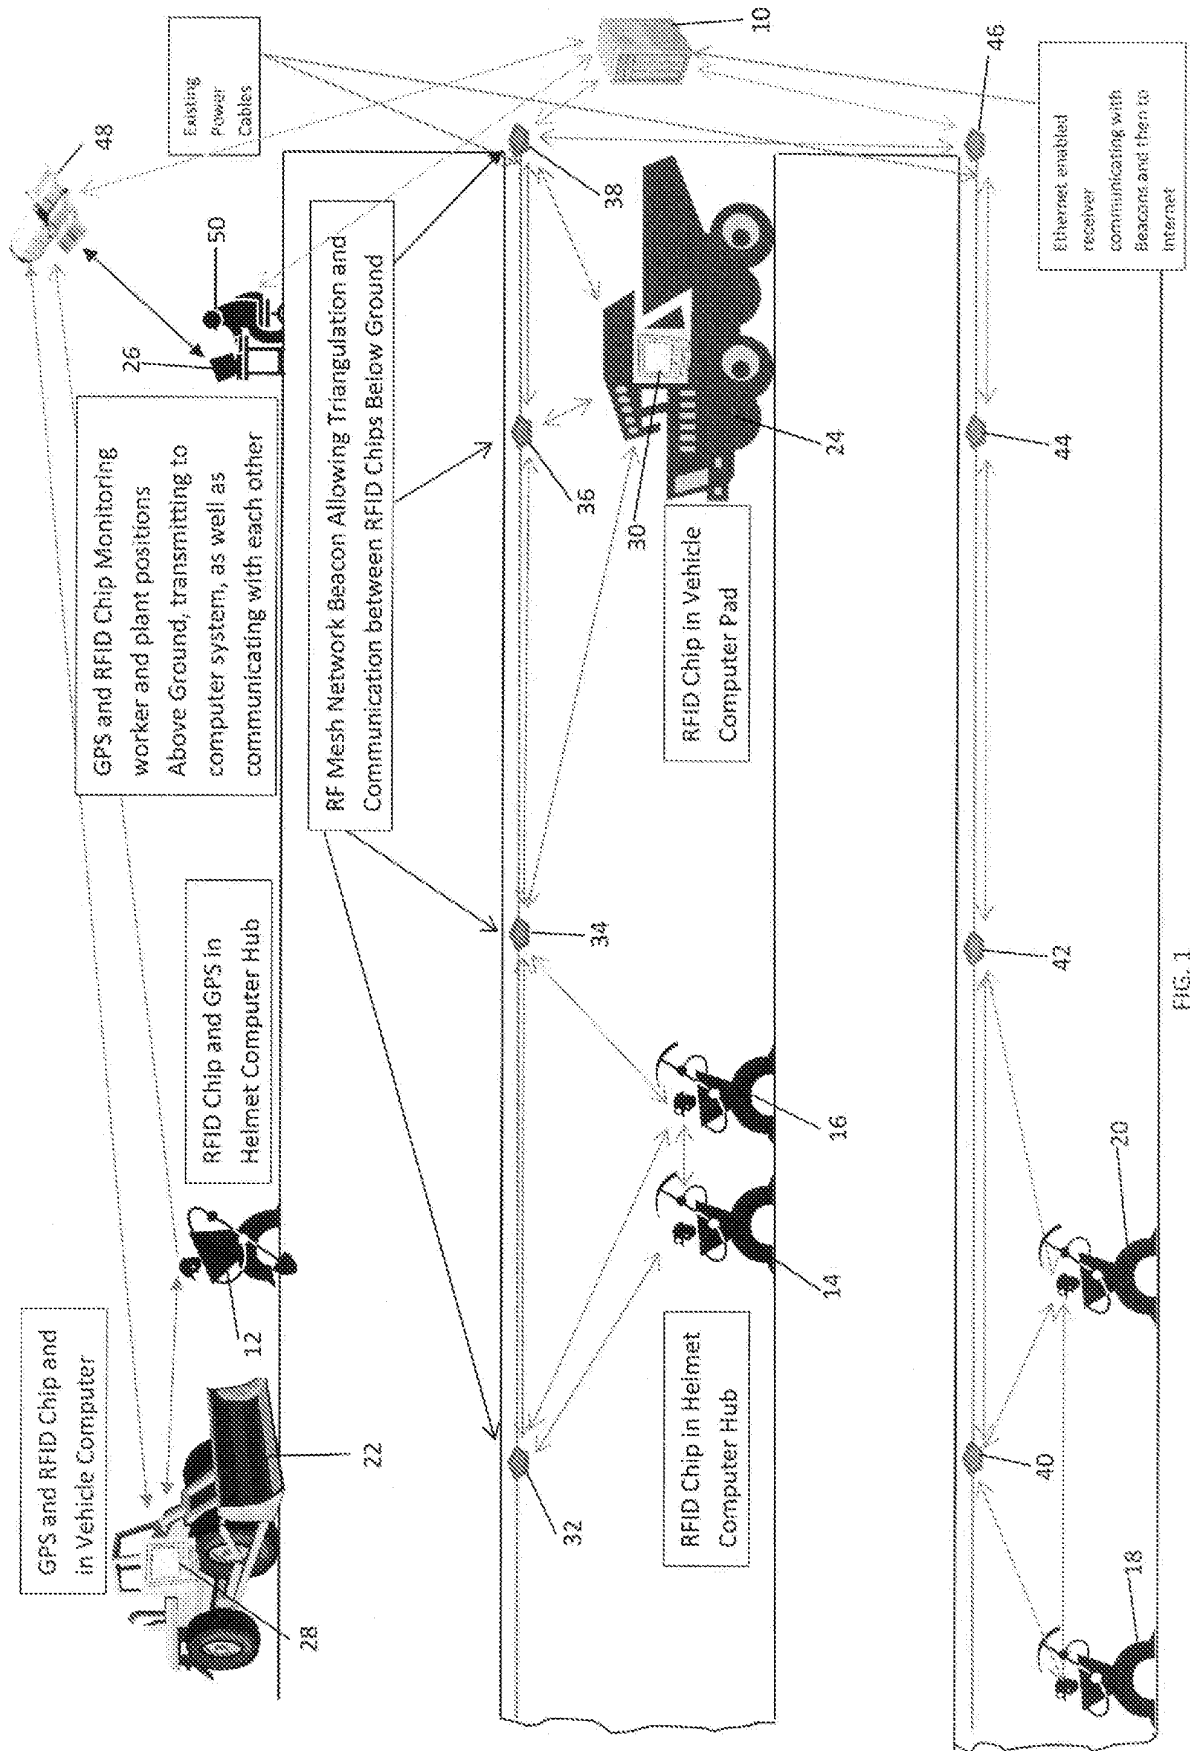 GPS and RFID Chip and
in Vehicle Computer
28
22
12
RFID Chip and GPS in
Helmet Computer Hub
GPS and RFID Chip Monitoring
worker and plant positions
Above Ground, transmitting to
computer system, as well as
communicating with each other
26
50
48
Existing
Power
Cables
10
RF Mesh Network Beacon Allowing Triangulation and
Communication between RFID Chips Below Ground
32
34
36
38
RFID Chip in Helmet
Computer Hub
14
16
RFID Chip in Vehicle
Computer Pad
30
24
40
42
44
46
18
20
Ethernet enabled
receiver
communicating with
Beacons and then to
Internet
FIG. 1